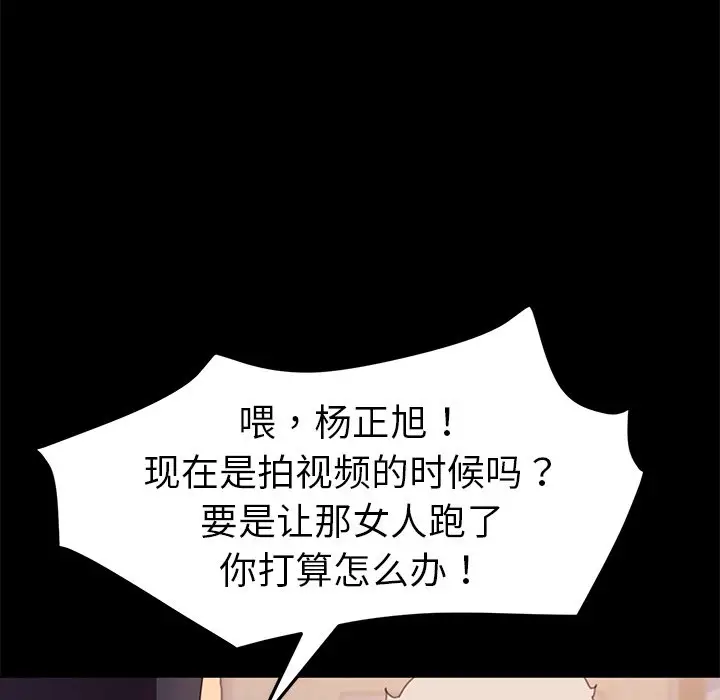 喂，杨正旭！
现在是拍视频的时候吗？
要是让那女人跑了
你打算怎么办！